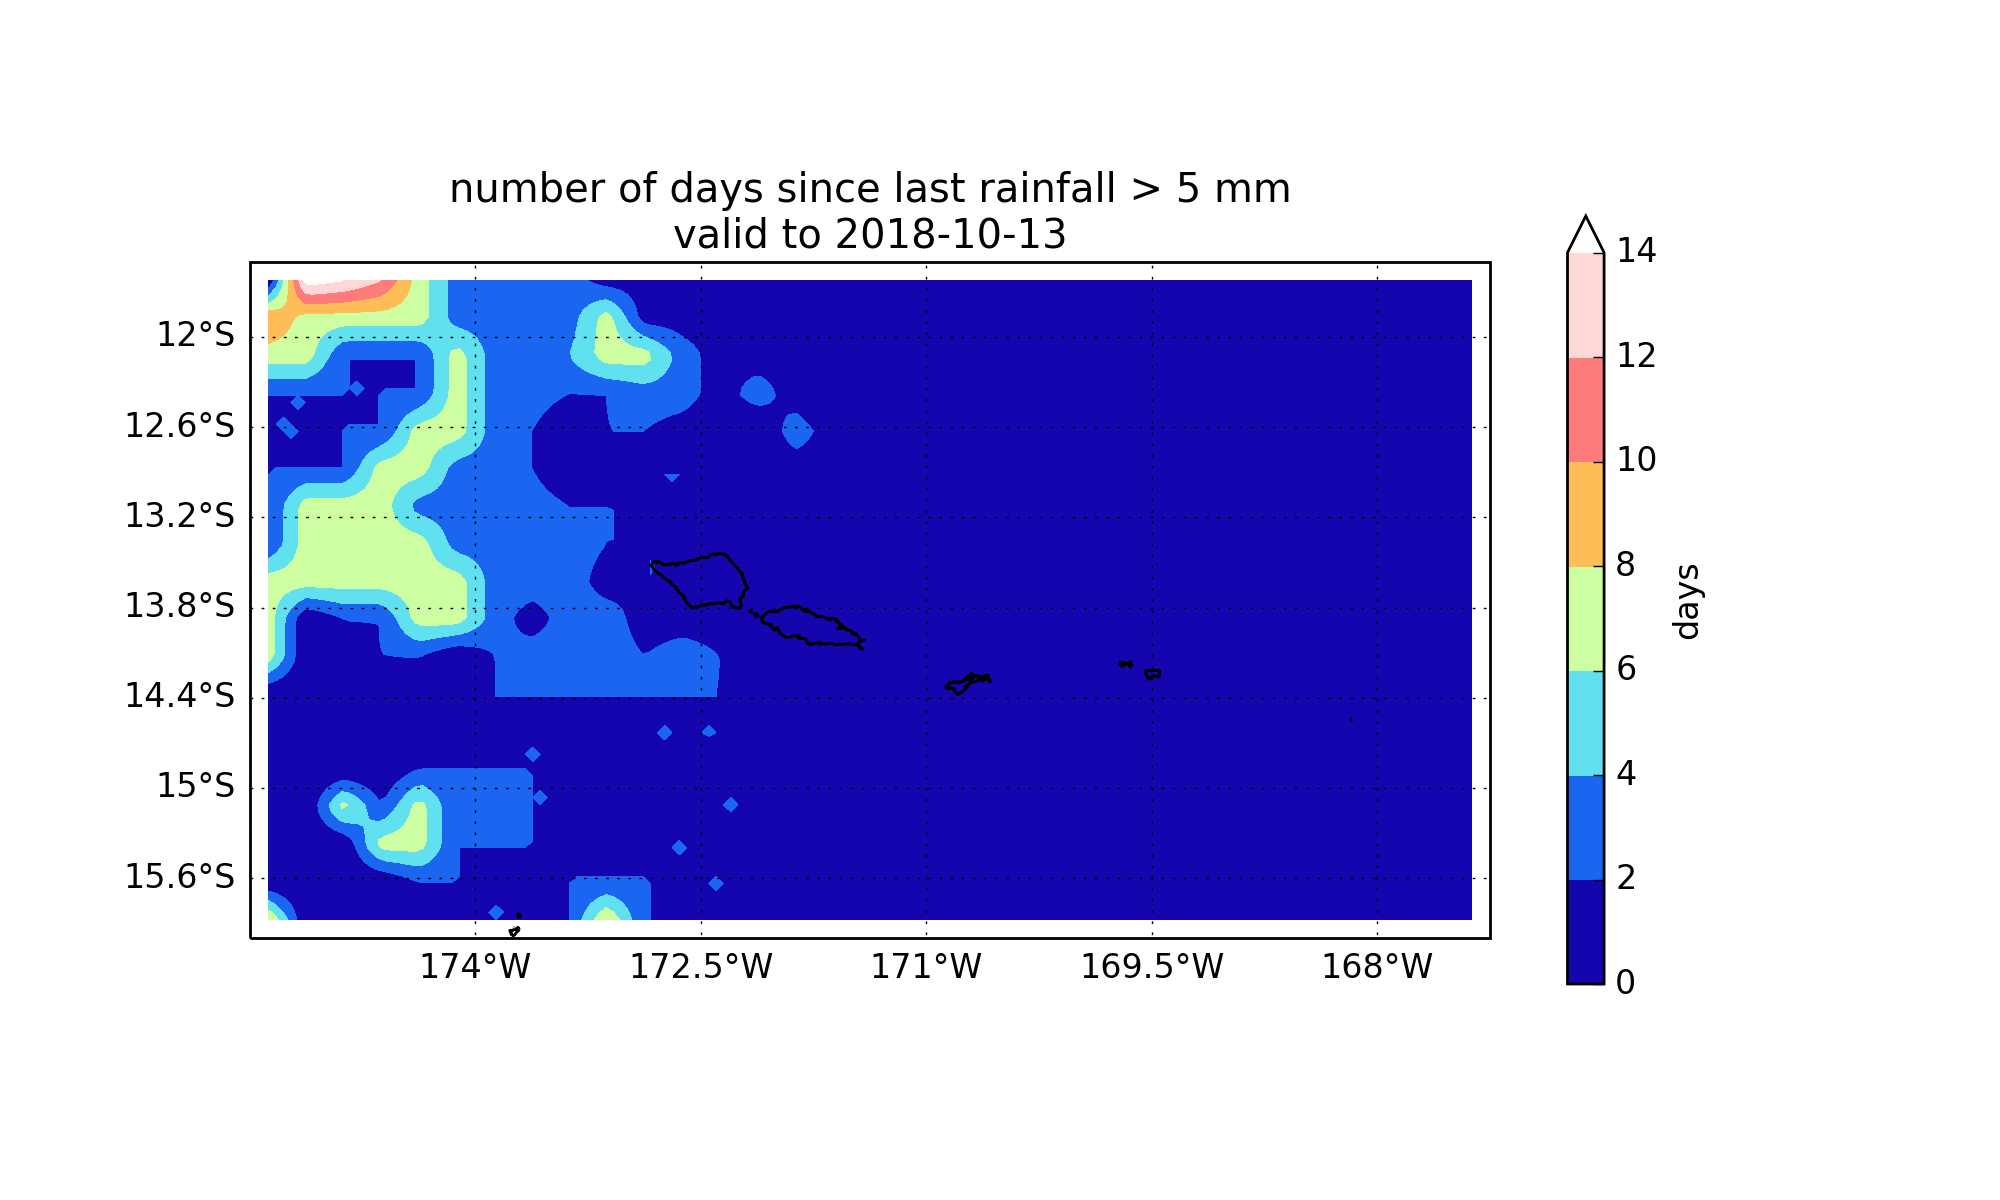 number of days since last rainfall > 5 mm
valid to 2018-10-13
12°S
12.6°S
13.2°S
13.8°S
14.4°S
15°S
15.6°S
174°W 172.5°W 171°W 169.5°W 168°W
14
12
10
8
6
4
2
0
days